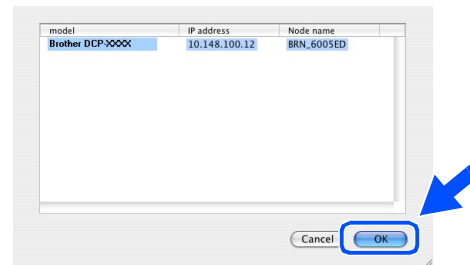 model IP address Node name
Brother DCP-XXXX 10.148.100.12 BRN_6005ED
Cancel OK